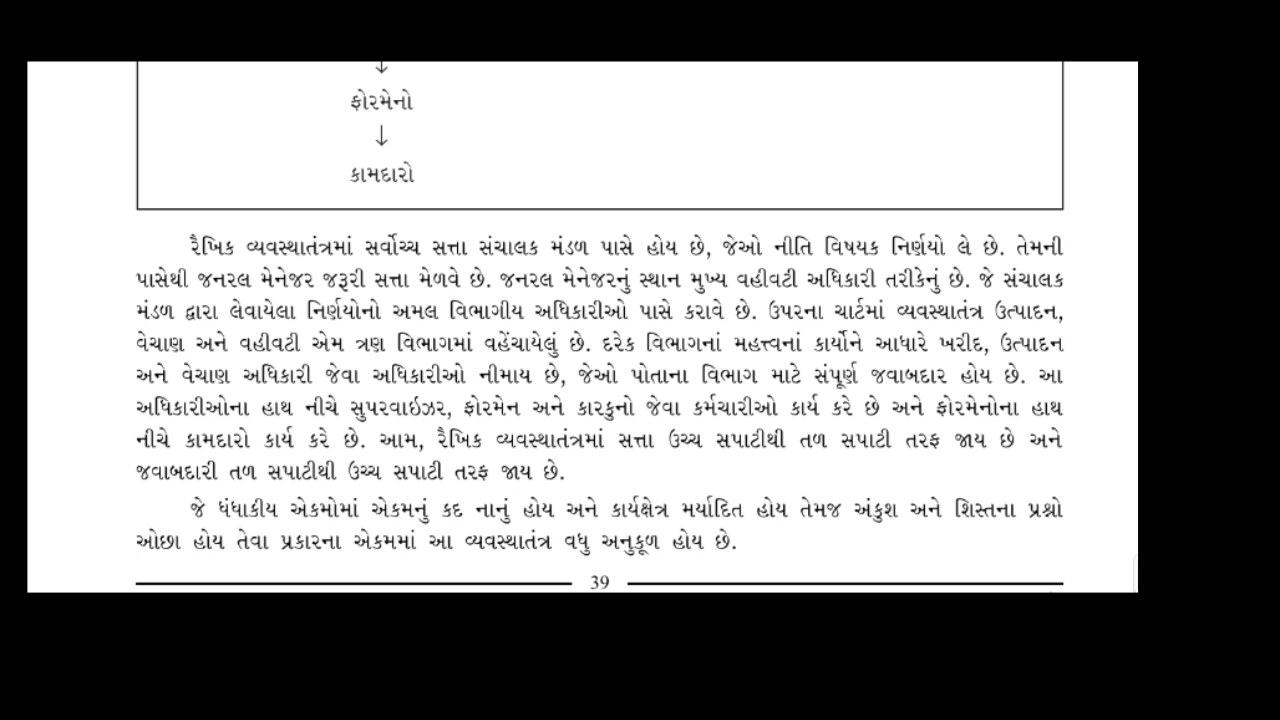 ↓
ફોરમેનો
↓
કામદારો
રૈખિક વ્યવસ્થાતંત્રમાં સર્વોચ્ચ સત્તા સંચાલક મંડળ પાસે હોય છે, જેઓ નીતિ વિષયક નિર્ણયો લે છે. તેમની
પાસેથી જનરલ મેનેજર જરૂરી સત્તા મેળવે છે. જનરલ મેનેજરનું સ્થાન મુખ્ય વહીવટી અધિકારી તરીકેનું છે. જે સંચાલક
મંડળ દ્વારા લેવાયેલા નિર્ણયોનો અમલ વિભાગીય અધિકારીઓ પાસે કરાવે છે. ઉપરના ચાર્ટમાં વ્યવસ્થાતંત્ર ઉત્પાદન,
વેચાણ અને વહીવટી એમ ત્રણ વિભાગમાં વહેંચાયેલું છે. દરેક વિભાગનાં મહત્ત્વનાં કાર્યોને આધારે ખરીદ, ઉત્પાદન
અને વેચાણ અધિકારી જેવા અધિકારીઓ નીમાય છે, જેઓ પોતાના વિભાગ માટે સંપૂર્ણ જવાબદાર હોય છે. આ
અધિકારીઓના હાથ નીચે સુપરવાઇઝર, ફોરમેન અને કારકુનો જેવા કર્મચારીઓ કાર્ય કરે છે અને ફોરમેનોના હાથ
નીચે કામદારો કાર્ય કરે છે. આમ, રૈખિક વ્યવસ્થાતંત્રમાં સત્તા ઉચ્ચ સપાટીથી તળ સપાટી તરફ જાય છે અને
જવાબદારી તળ સપાટીથી ઉચ્ચ સપાટી તરફ જાય છે.
જે ધંધાકીય એકમોમાં એકમનું કદ નાનું હોય અને કાર્યક્ષેત્ર મર્યાદિત હોય તેમજ અંકુશ અને શિસ્તના પ્રશ્નો
ઓછા હોય તેવા પ્રકારના એકમમાં આ વ્યવસ્થાતંત્ર વધુ અનુકૂળ હોય છે.
39